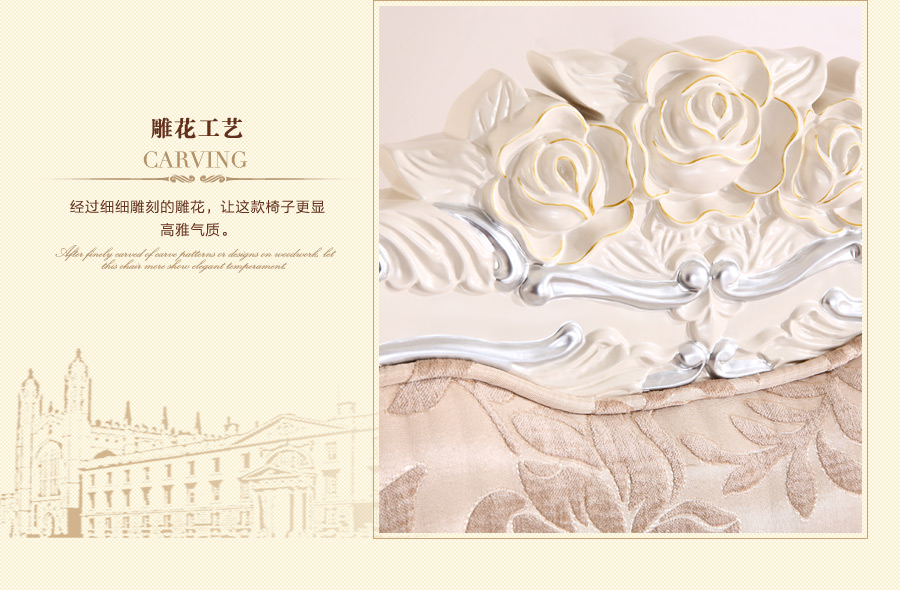 雕花工艺
CARVING
经过细细雕刻的雕花，让这款椅子更显
高雅气质。
After finely carved of carve patterns or designs on woodwork, let
this chair more show elegant temperament.